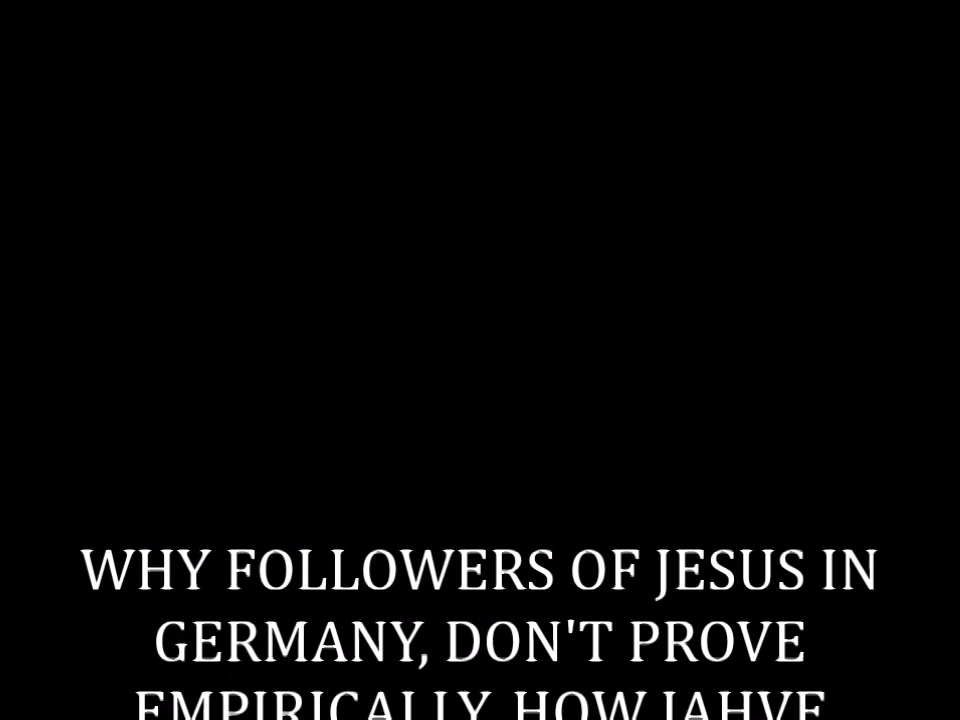 WHY FOLLOWERS OF JESUS IN
GERMANY, DON'T PROVE
EMPIRICALLY, HOW JAHVE